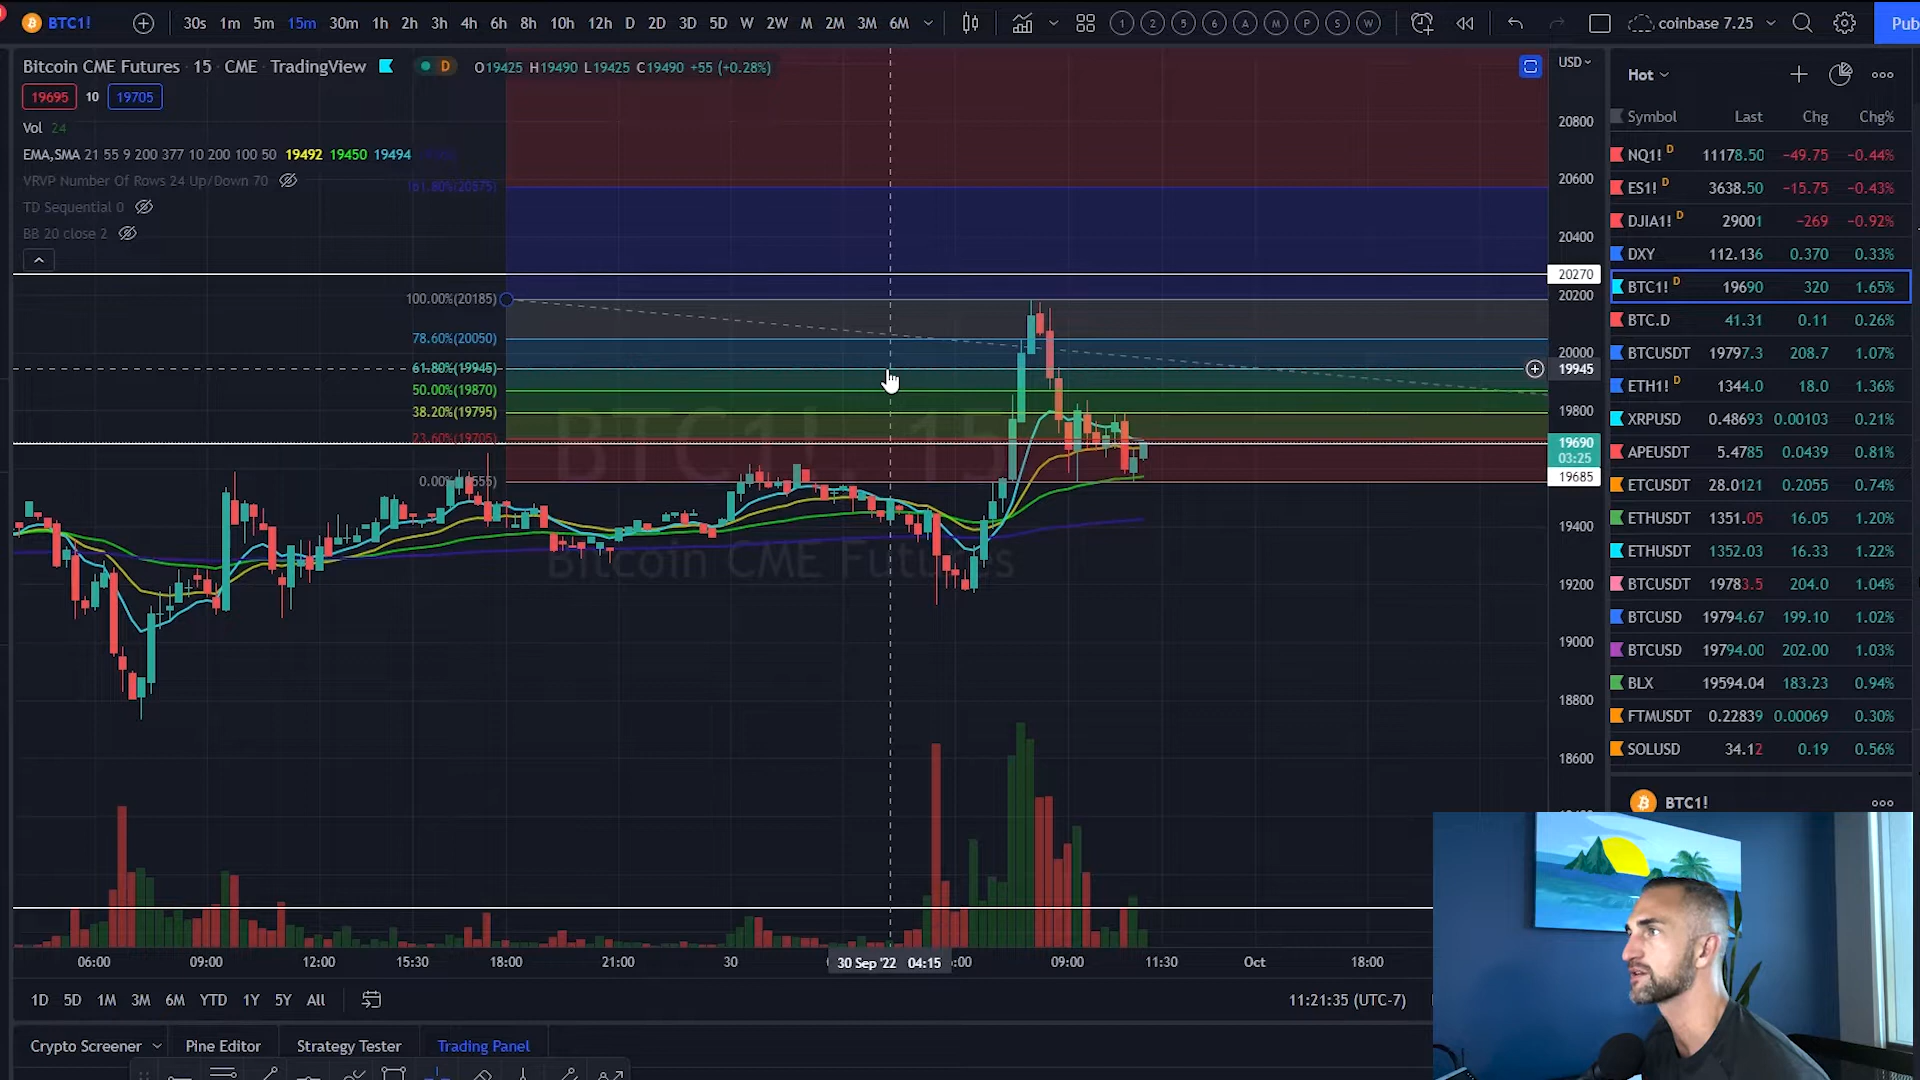 BTC1! 30s 1m 5m 15m 30m 1h 2h 3h 4h 6h 8h 10h 12h D 2D 3D 5D W 2W M 2M 3M 6M 1 2 5 6 A M P S W coinbase 7.25 Pub
Bitcoin CME Futures · 15 · CME · TradingView D O19425 H19490 L19425 C19490 +55 (+0.28%)
19695 10 19705
Vol 24
EMA,SMA 21 55 9 200 377 10 200 100 50 19492 19450 19494
VRVP Number Of Rows 24 Up/Down 70
TD Sequential 0
BB 20 close 2
161.80%(20575)
100.00%(20185)
78.60%(20050)
61.80%(19945)
50.00%(19870)
38.20%(19795)
23.60%(19705)
0.00%
BTC1!, 15
Bitcoin CME Futures
USD
20800
20600
20400
20270
20200
20000
19945
19800
19690
03:25
19685
19400
19200
19000
18800
18600
06:00 09:00 12:00 15:30 18:00 21:00 30 30 Sep '22 04:15 :00 09:00 11:30 Oct 18:00
1D 5D 1M 3M 6M YTD 1Y 5Y All 11:21:35 (UTC-7)
Crypto Screener Pine Editor Strategy Tester Trading Panel
Hot
Symbol Last Chg Chg%
NQ1! D 11178.50 −49.75 −0.44%
ES1! D 3638.50 −15.75 −0.43%
DJIA1! D 29001 −269 −0.92%
DXY 112.136 0.370 0.33%
BTC1! D 19690 320 1.65%
BTC.D 41.31 0.11 0.26%
BTCUSDT 19797.3 208.7 1.07%
ETH1! D 1344.0 18.0 1.36%
XRPUSD 0.48693 0.00103 0.21%
APEUSDT 5.4785 0.0439 0.81%
ETCUSDT 28.0121 0.2055 0.74%
ETHUSDT 1351.05 16.05 1.20%
ETHUSDT 1352.03 16.33 1.22%
BTCUSDT 19783.5 204.0 1.04%
BTCUSD 19794.67 199.10 1.02%
BTCUSD 19794.00 202.00 1.03%
BLX 19594.04 183.23 0.94%
FTMUSDT 0.22839 0.00069 0.30%
SOLUSD 34.12 0.19 0.56%
BTC1!